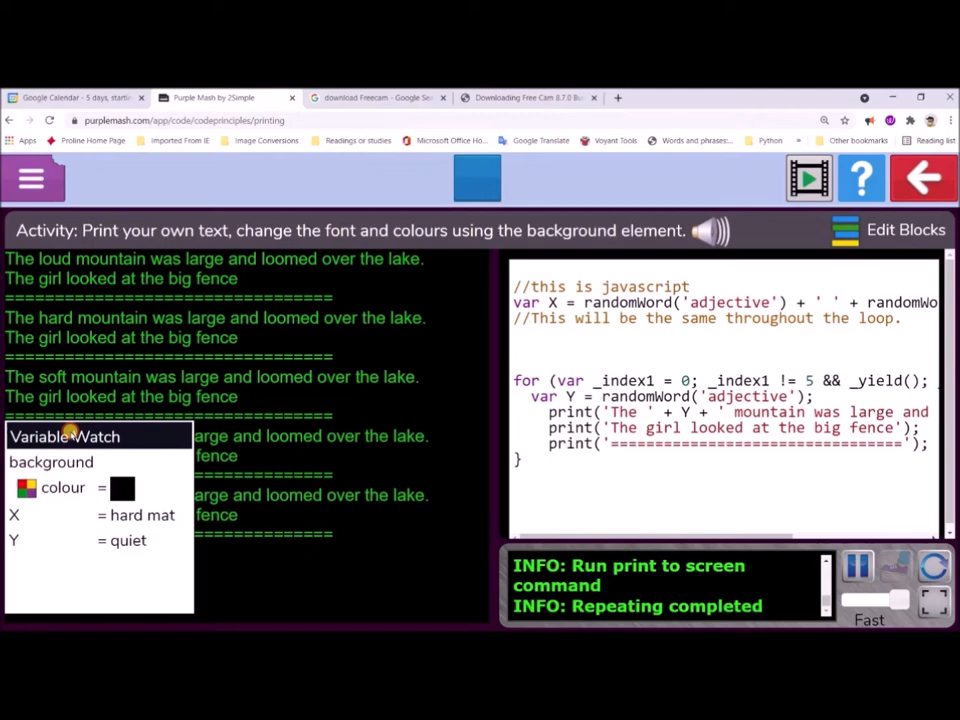 Google Calendar - 5 days, startin
Purple Mash by 2Simple
download Freecam - Google Sea
Downloading Free Cam 8.7.0 Bu
purplemash.com/app/code/codeprinciples/printing
Apps
Proline Home Page
Imported From IE
Image Conversions
Readings or studies
Microsoft Office Ho...
Google Translate
Voyant Tools
Words and phrases:...
Python
»
Other bookmarks
Reading list
Activity: Print your own text, change the font and colours using the background element.
Edit Blocks
The loud mountain was large and loomed over the lake.
The girl looked at the big fence
=================================
The hard mountain was large and loomed over the lake.
The girl looked at the big fence
=================================
The soft mountain was large and loomed over the lake.
The girl looked at the big fence
=================================
arge and loomed over the lake.
fence
arge and loomed over the lake.
fence
Variable Watch
background
colour =
X = hard mat
Y = quiet
//this is javascript
var X = randomWord('adjective') + ' ' + randomWo
//This will be the same throughout the loop.
for (var _index1 = 0; _index1 != 5 && _yield();
var Y = randomWord('adjective');
print('The ' + Y + ' mountain was large and
print('The girl looked at the big fence');
print('=================================');
}
INFO: Run print to screen
command
INFO: Repeating completed
Fast